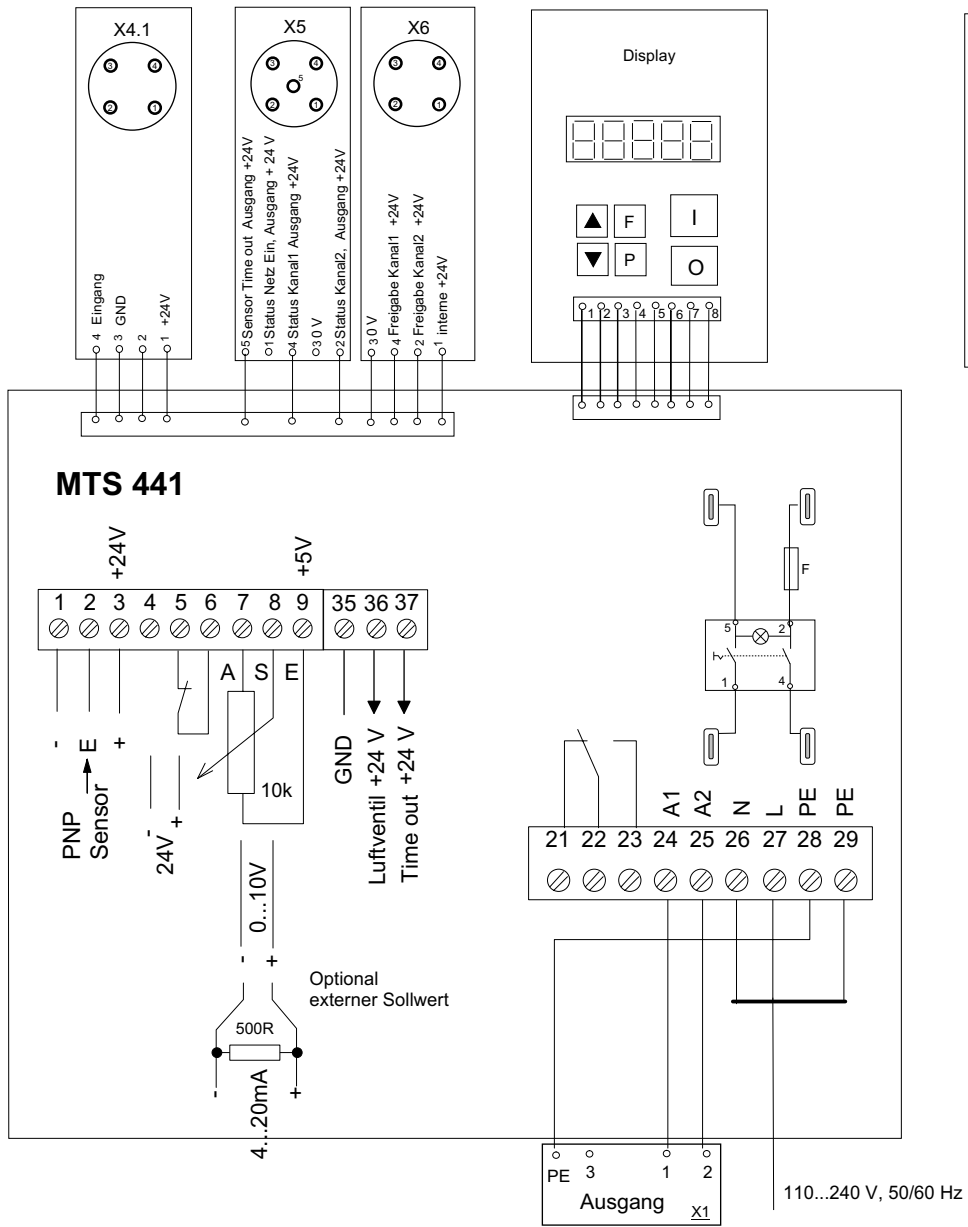 X4.1
3 4
2 1
4 Eingang
3 GND
2
1 +24V
X5
3 4
5
2 1
5 Sensor Time out Ausgang +24V
1 Status Netz Ein, Ausgang + 24 V
4 Status Kanal1 Ausgang +24V
3 0 V
2 Status Kanal2, Ausgang +24V
X6
3 4
2 1
3 0 V
4 Freigabe Kanal1 +24V
2 Freigabe Kanal2 +24V
1 interne +24V
Display
F I
P O
1 2 3 4 5 6 7 8
MTS 441
+24V
+5V
1 2 3 4 5 6 7 8 9 35 36 37
A S E
- E +
PNP
Sensor
- +
24V
10k
GND
Luftventil +24 V
Time out +24 V
0...10V
- +
Optional
externer Sollwert
500R
- +
4...20mA
F
5 2
1 4
A1 A2 N L PE PE
21 22 23 24 25 26 27 28 29
PE 3 1 2
Ausgang X1
110...240 V, 50/60 Hz